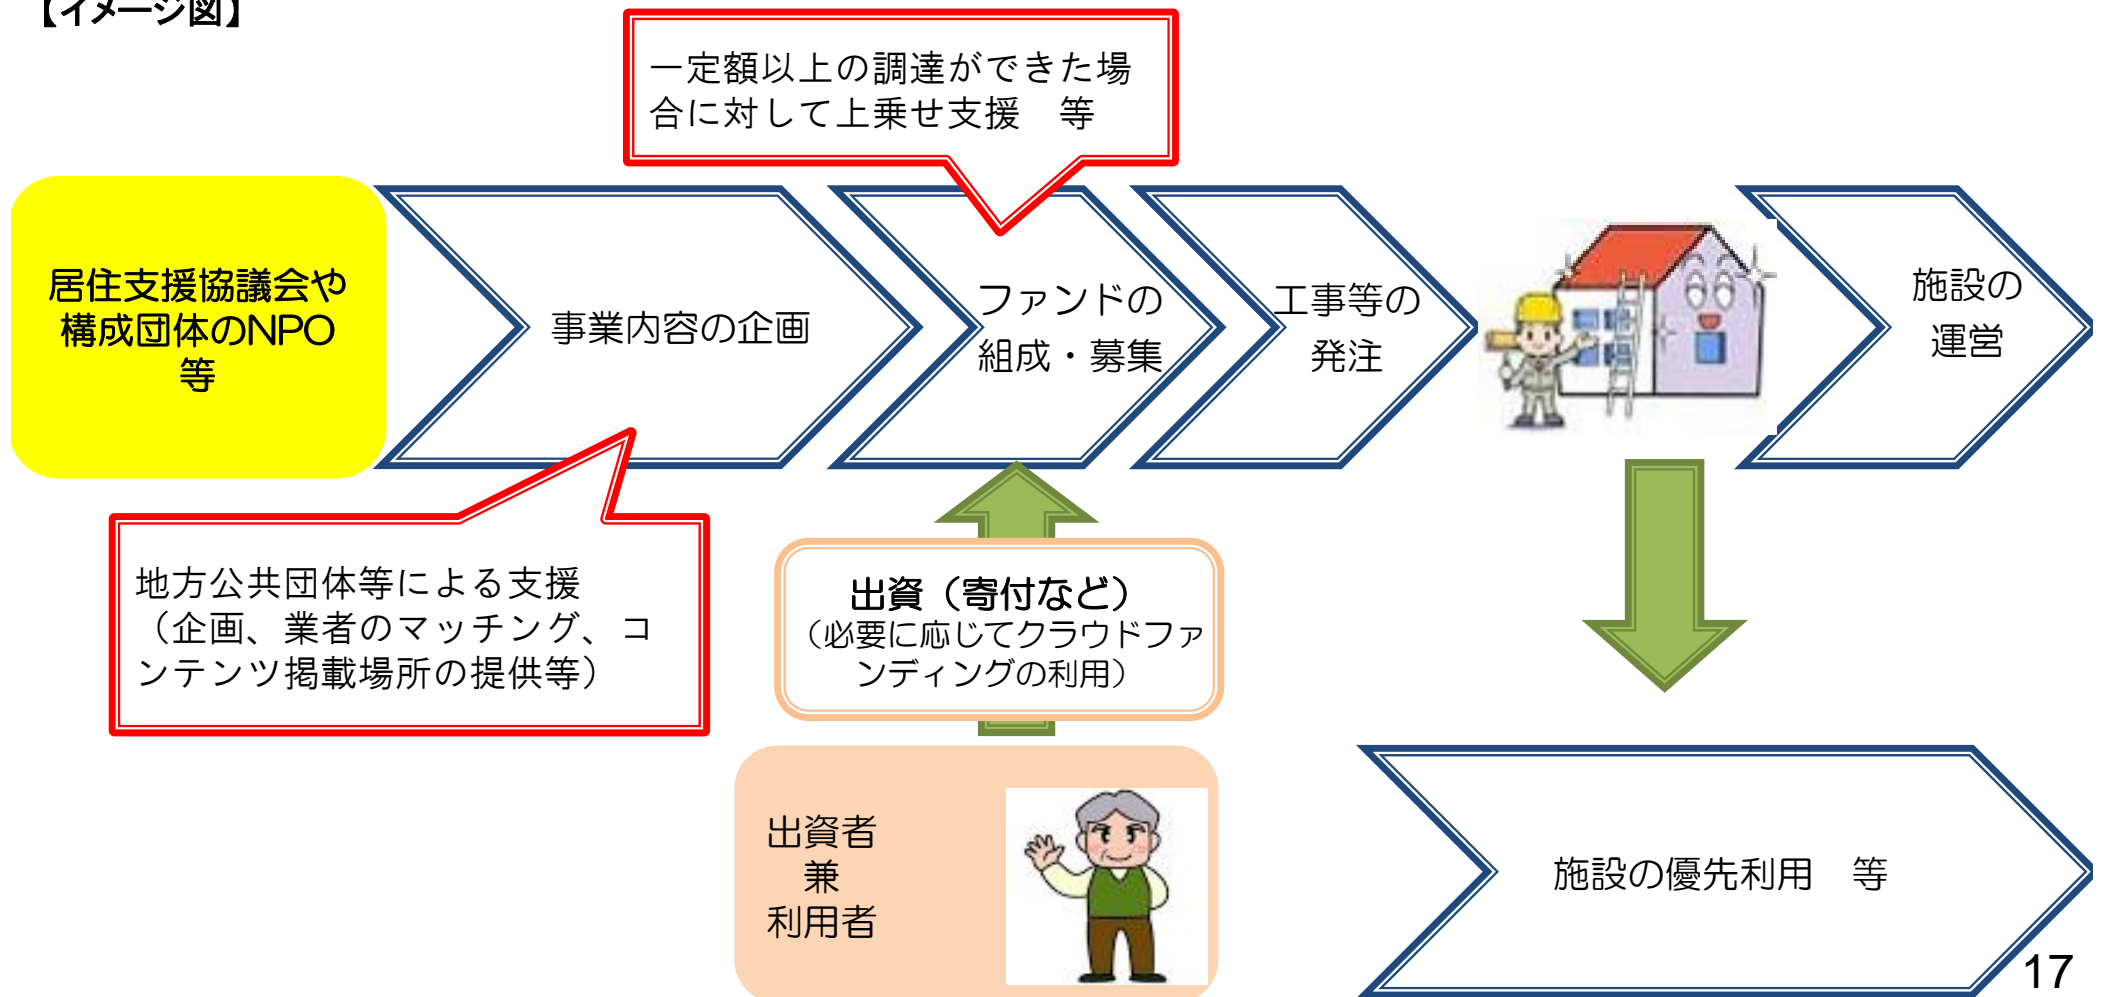 【イメージ図】
一定額以上の調達ができた場
合に対して上乗せ支援　等
居住支援協議会や
構成団体のNPO
等
事業内容の企画
ファンドの
組成・募集
工事等の
発注
施設の
運営
地方公共団体等による支援
（企画、業者のマッチング、コ
ンテンツ掲載場所の提供等）
出資（寄付など）
（必要に応じてクラウドファ
ンディングの利用）
出資者
兼
利用者
施設の優先利用　等
17